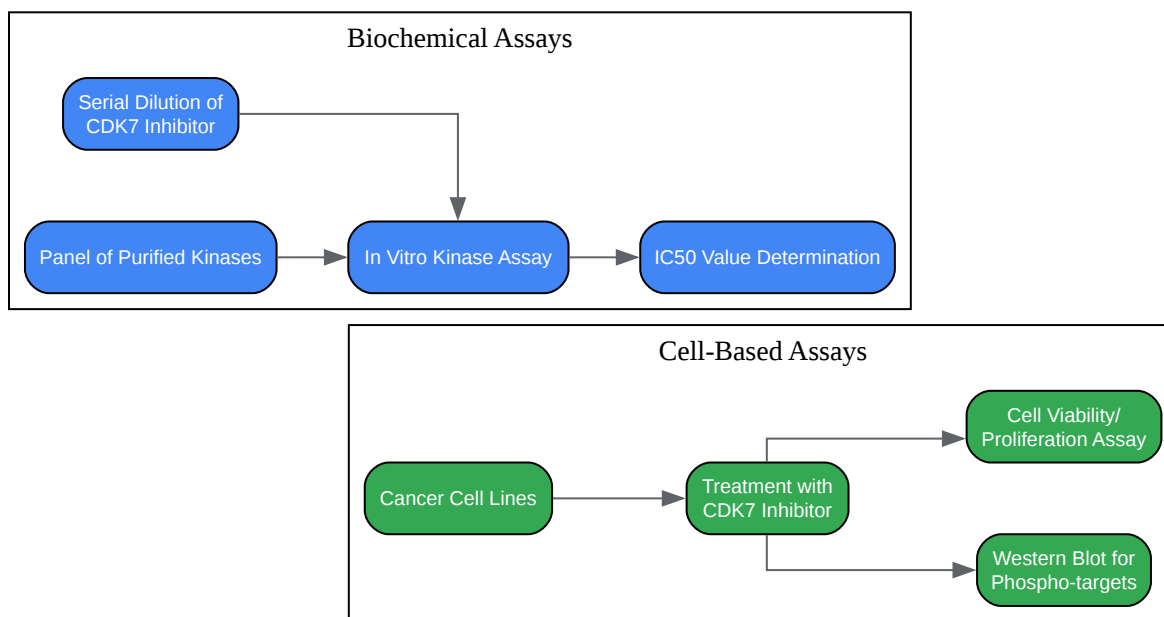 Biochemical Assays
Serial Dilution of
CDK7 Inhibitor
Panel of Purified Kinases
In Vitro Kinase Assay
IC50 Value Determination
Cell-Based Assays
Cell Viability/
Proliferation Assay
Cancer Cell Lines
Treatment with
CDK7 Inhibitor
Western Blot for
Phospho-targets